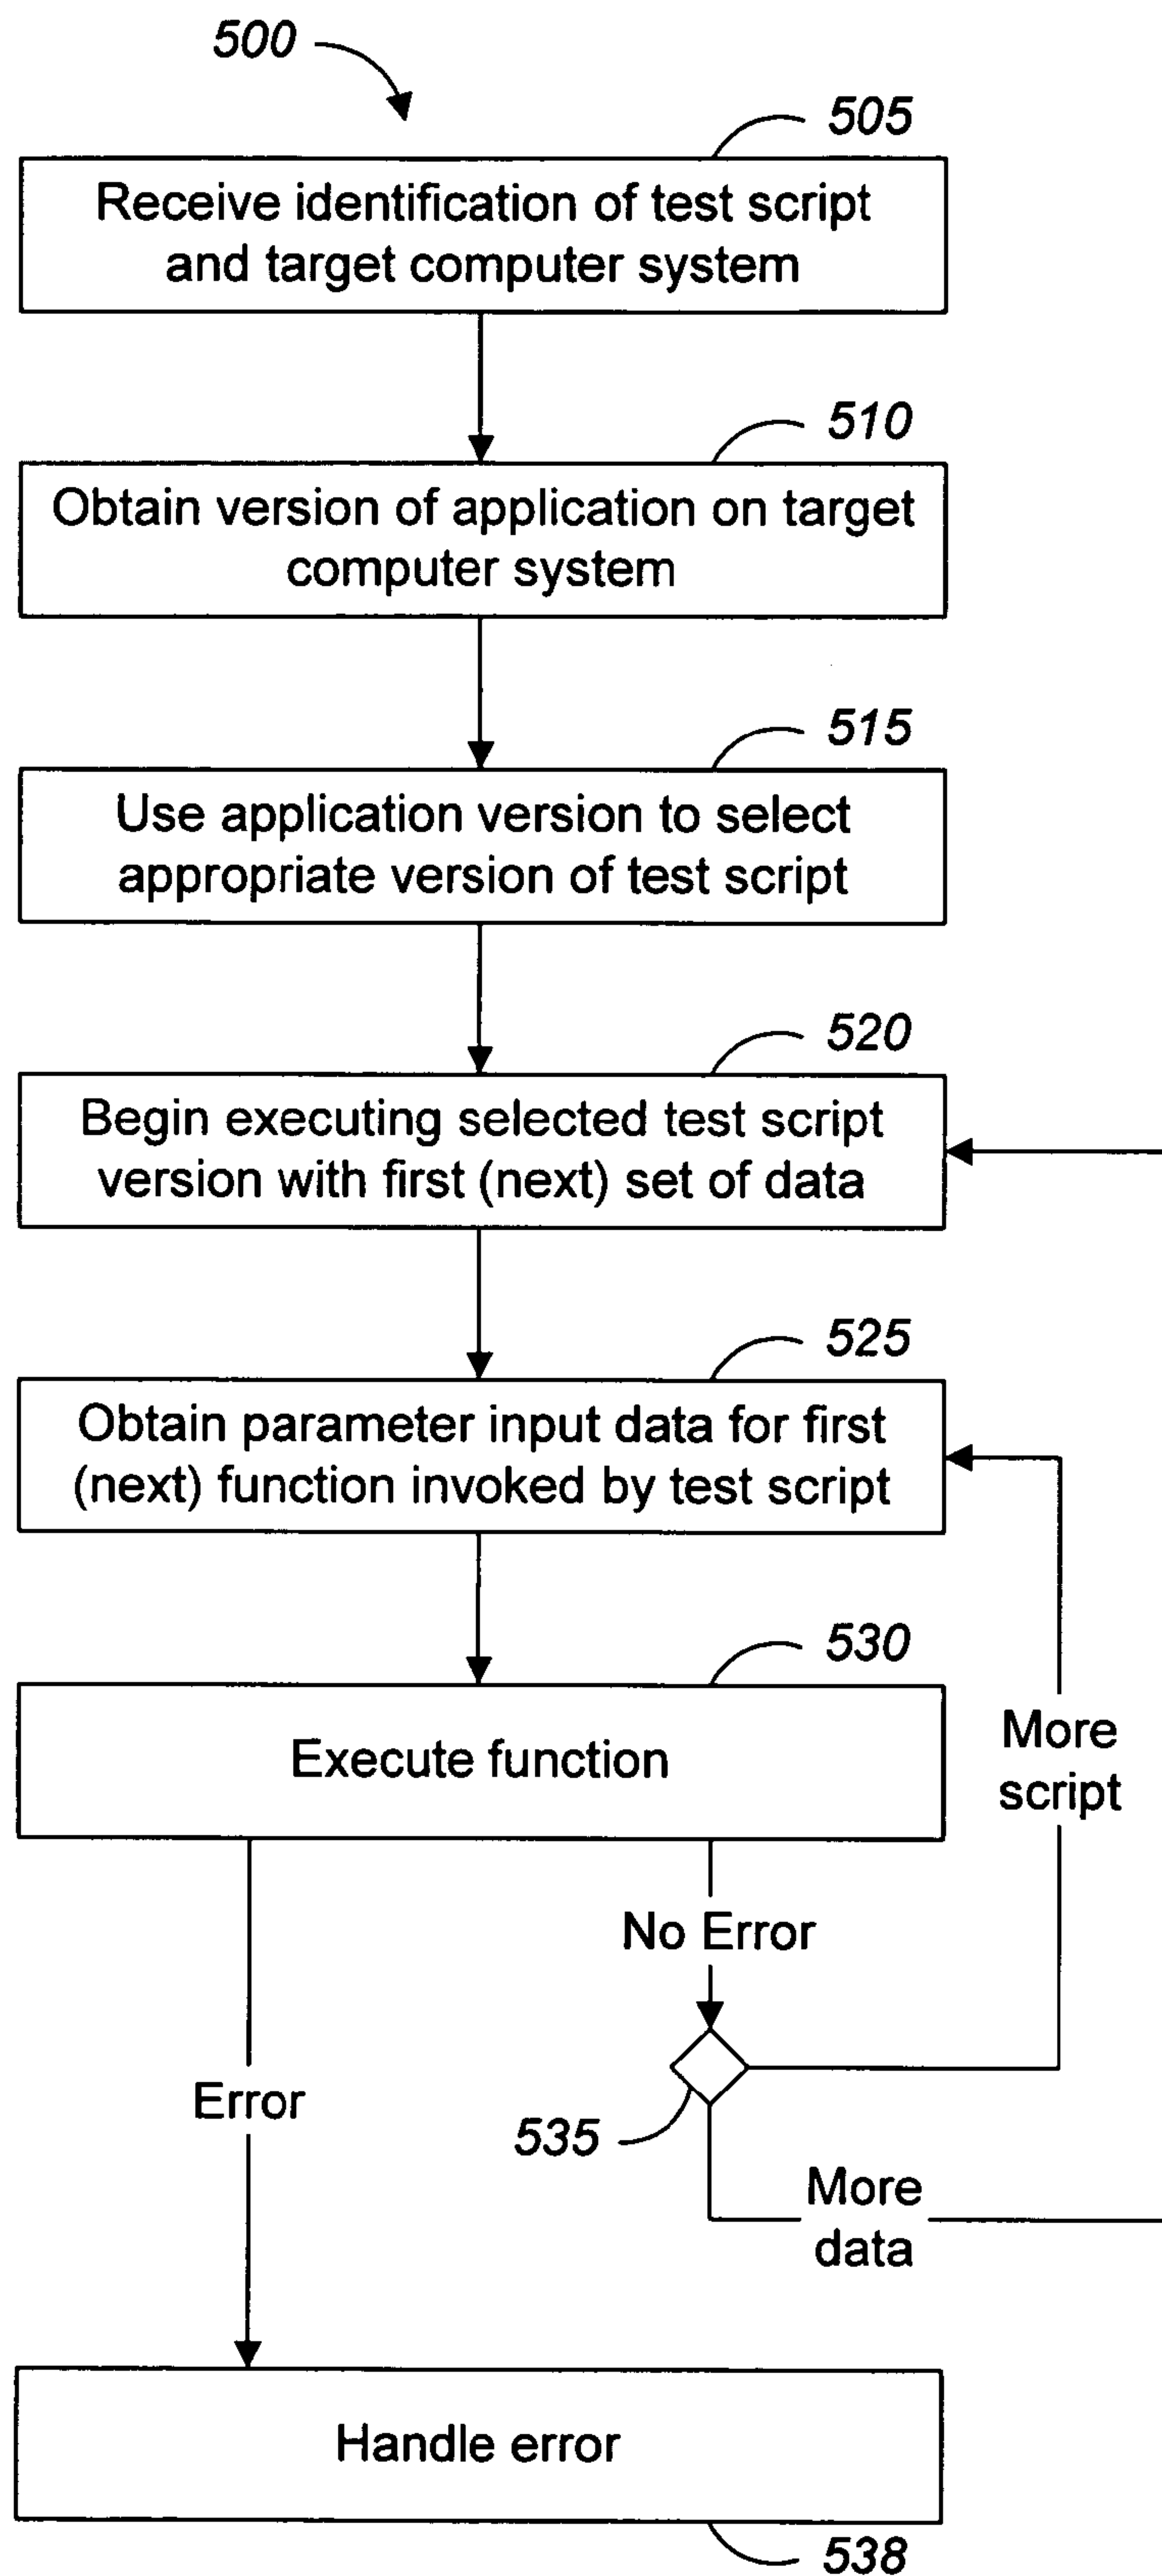 500
505
Receive identification of test script
and target computer system
510
Obtain version of application on target
computer system
515
Use application version to select
appropriate version of test script
520
Begin executing selected test script
version with first (next) set of data
525
Obtain parameter input data for first
(next) function invoked by test script
530
Execute function
More
script
No Error
Error
535
More
data
Handle error
538